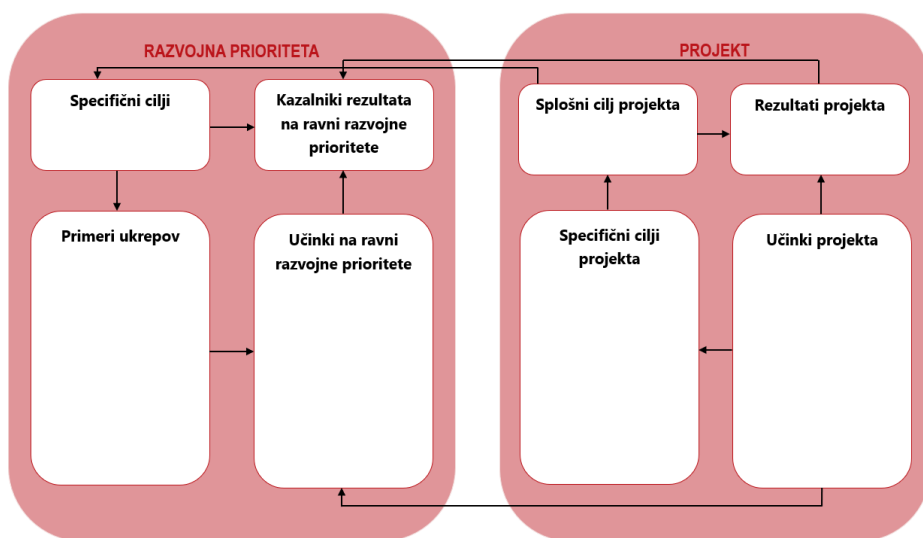 RAZVOJNA PRIORITETA
PROJEKT
Specifični cilji
Kazalniki rezultata
na ravni razvojne
prioritete
Splošni cilj projekta
Rezultati projekta
Primeri ukrepov
Učinki na ravni
razvojne prioritete
Specifični cilji
projekta
Učinki projekta